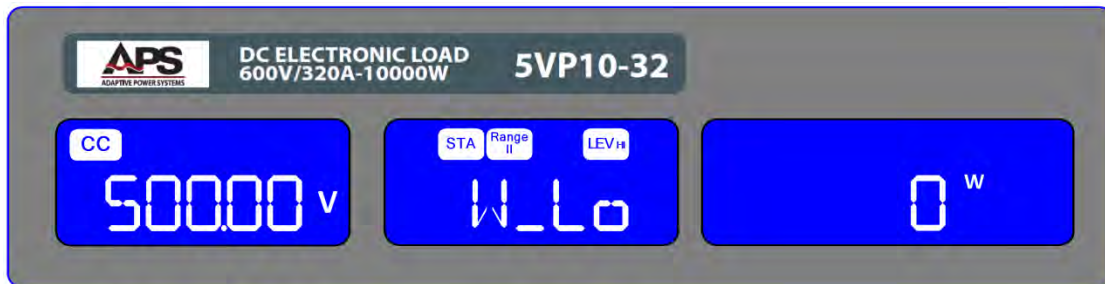 APS
ADAPTIVE POWER SYSTEMS
DC ELECTRONIC LOAD
600V/320A-10000W
5VP10-32
CC
500.00 V
STA Range II LEV HI
W_Lo
0 W